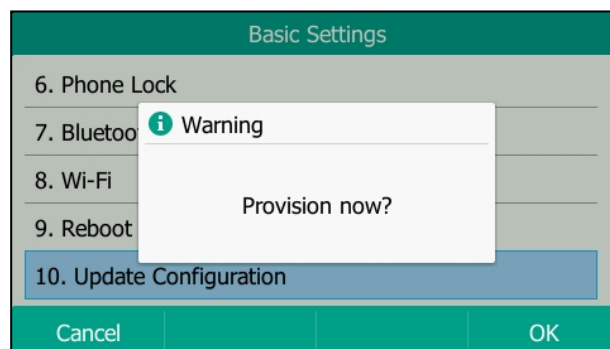 Basic Settings
6. Phone Lock
7. Bluetoo
Warning
8. Wi-Fi
Provision now?
9. Reboot
10. Update Configuration
Cancel
OK